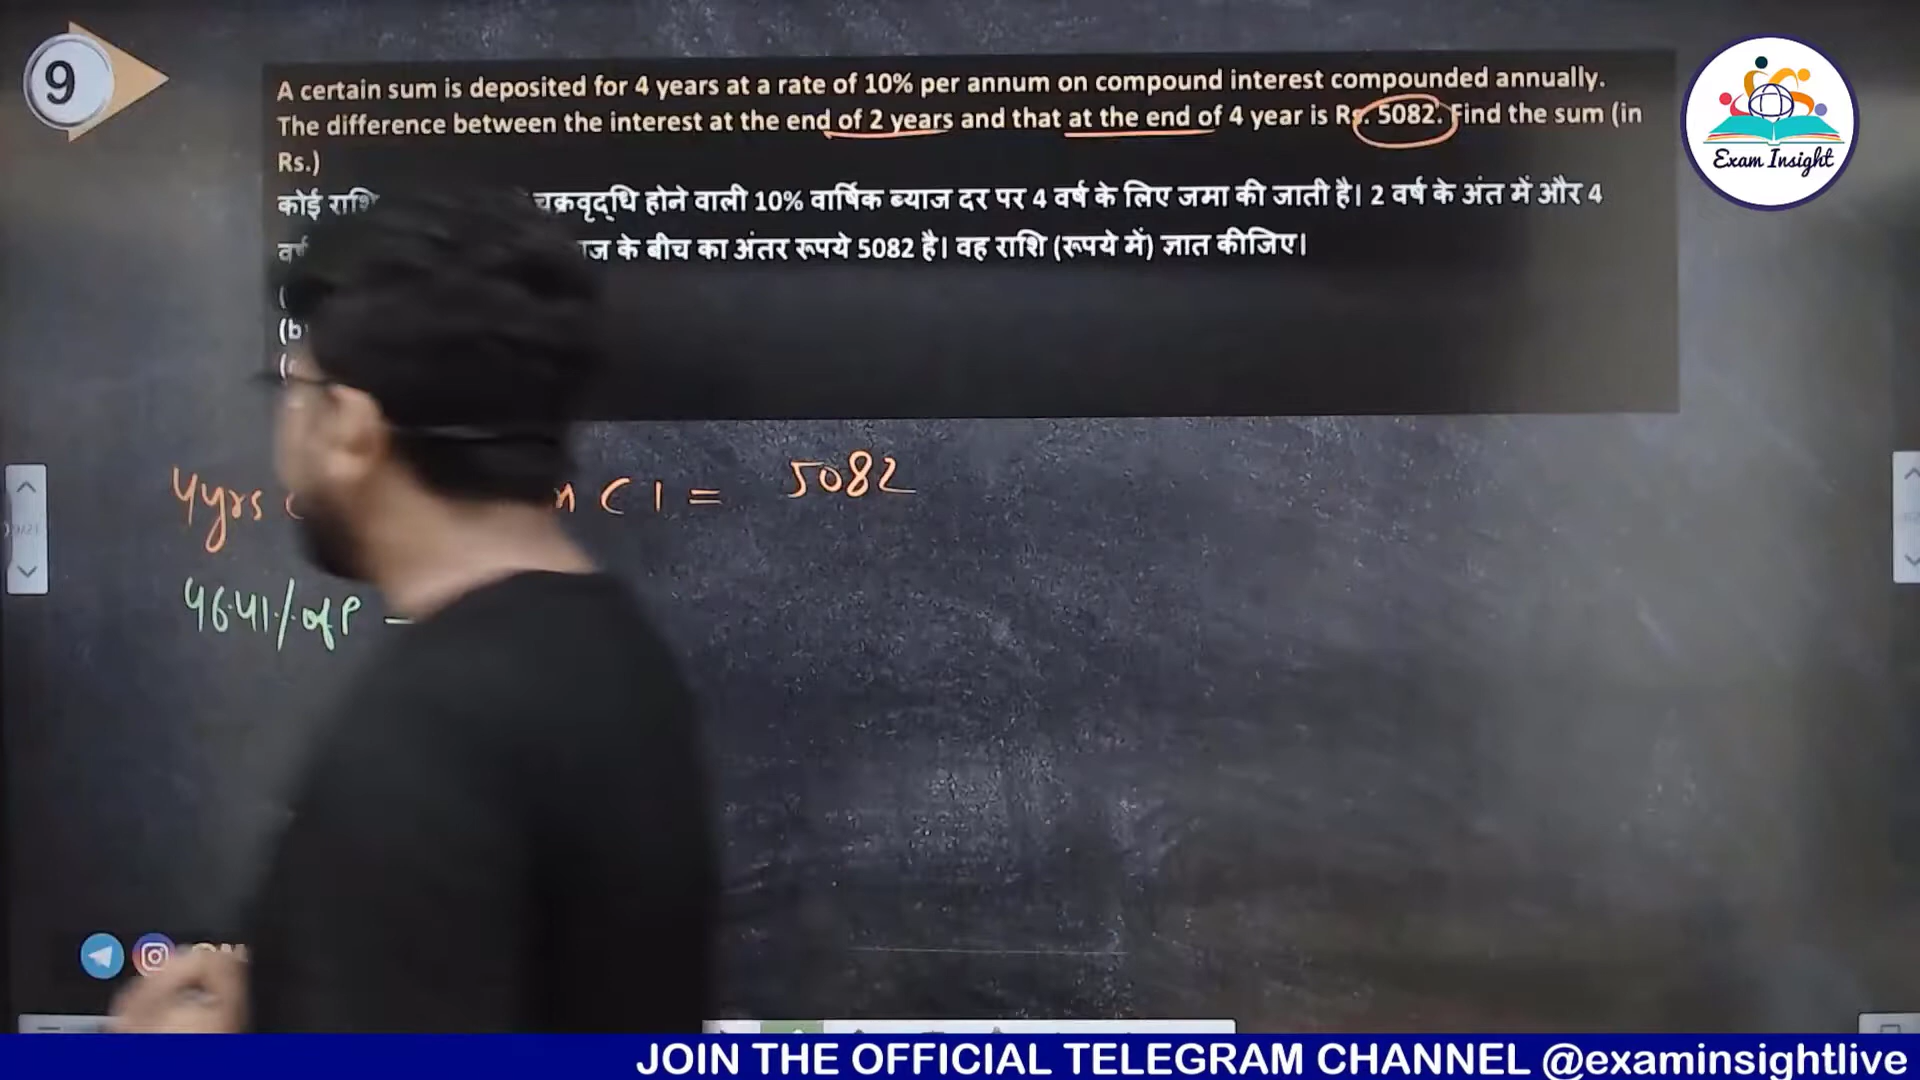 9
A certain sum is deposited for 4 years at a rate of 10% per annum on compound interest compounded annually.
The difference between the interest at the end of 2 years and that at the end of 4 year is Rs. 5082. Find the sum (in
Rs.)
कोई राशि चक्रवृद्धि होने वाली 10% वार्षिक ब्याज दर पर 4 वर्ष के लिए जमा की जाती है। 2 वर्ष के अंत में और 4
के बीच का अंतर रूपये 5082 है। वह राशि (रूपये में) ज्ञात कीजिए।
(b
Exam Insight
4yrs CI = 5082
46.41% of P –
JOIN THE OFFICIAL TELEGRAM CHANNEL @examinsightlive